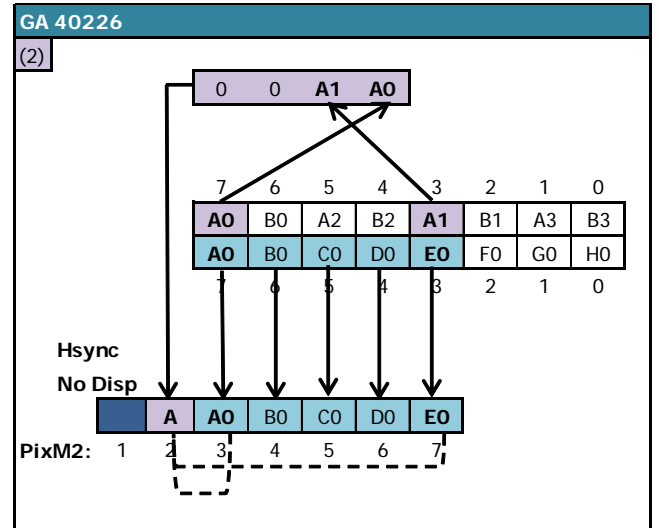 GA 40226
(2)
0 0 A1 A0
7 6 5 4 3 2 1 0
A0 B0 A2 B2 A1 B1 A3 B3
A0 B0 C0 D0 E0 F0 G0 H0
7 6 5 4 3 2 1 0
Hsync
No Disp
A A0 B0 C0 D0 E0
PixM2: 1 2 3 4 5 6 7